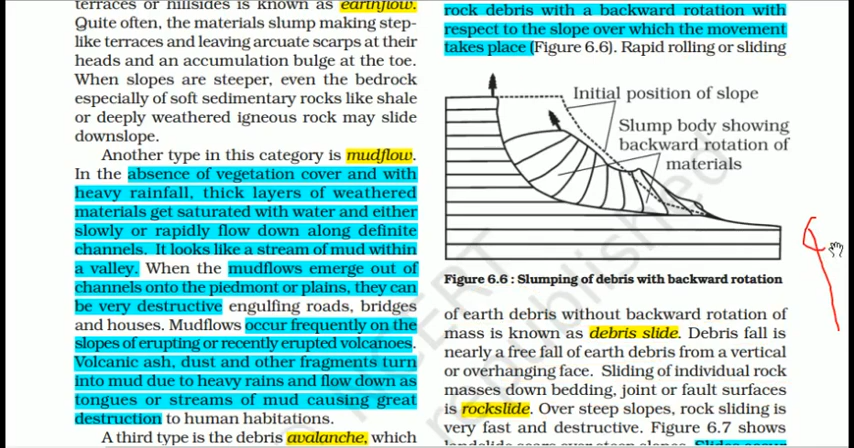 terraces or hillsides is known as earthflow.
Quite often, the materials slump making step-
like terraces and leaving arcuate scarps at their
heads and an accumulation bulge at the toe.
When slopes are steeper, even the bedrock
especially of soft sedimentary rocks like shale
or deeply weathered igneous rock may slide
downslope.
Another type in this category is mudflow.
In the absence of vegetation cover and with
heavy rainfall, thick layers of weathered
materials get saturated with water and either
slowly or rapidly flow down along definite
channels. It looks like a stream of mud within
a valley. When the mudflows emerge out of
channels onto the piedmont or plains, they can
be very destructive engulfing roads, bridges
and houses. Mudflows occur frequently on the
slopes of erupting or recently erupted volcanoes.
Volcanic ash, dust and other fragments turn
into mud due to heavy rains and flow down as
tongues or streams of mud causing great
destruction to human habitations.
A third type is the debris avalanche, which
rock debris with a backward rotation with
respect to the slope over which the movement
takes place (Figure 6.6). Rapid rolling or sliding
Initial position of slope
Slump body showing
backward rotation of
materials
Figure 6.6 : Slumping of debris with backward rotation
of earth debris without backward rotation of
mass is known as debris slide. Debris fall is
nearly a free fall of earth debris from a vertical
or overhanging face. Sliding of individual rock
masses down bedding, joint or fault surfaces
is rockslide. Over steep slopes, rock sliding is
very fast and destructive. Figure 6.7 shows
landslide scars over steep slopes. Slides occur